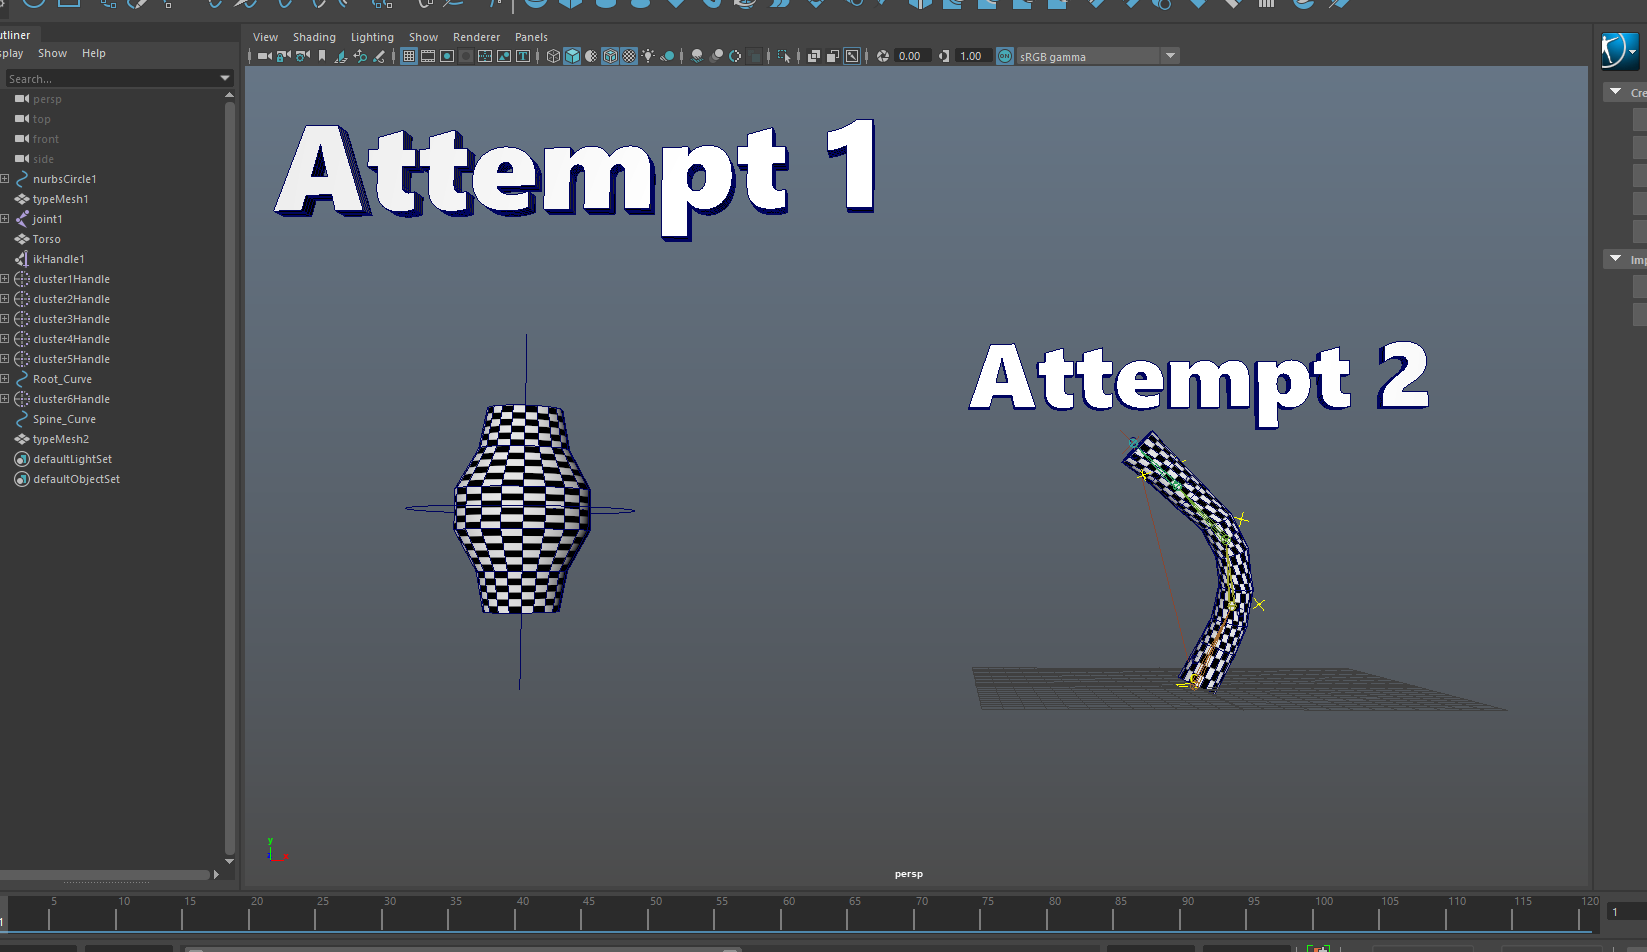 utliner
splay Show Help
Search...
persp
top
front
side
nurbsCircle1
typeMesh1
joint1
Torso
ikHandle1
cluster1Handle
cluster2Handle
cluster3Handle
cluster4Handle
cluster5Handle
Root_Curve
cluster6Handle
Spine_Curve
typeMesh2
defaultLightSet
defaultObjectSet
View Shading Lighting Show Renderer Panels
0.00 1.00 ON sRGB gamma
Attempt 1
Attempt 2
y
x
persp
Cre
Imp
1 5 10 15 20 25 30 35 40 45 50 55 60 65 70 75 80 85 90 95 100 105 110 115 120
1